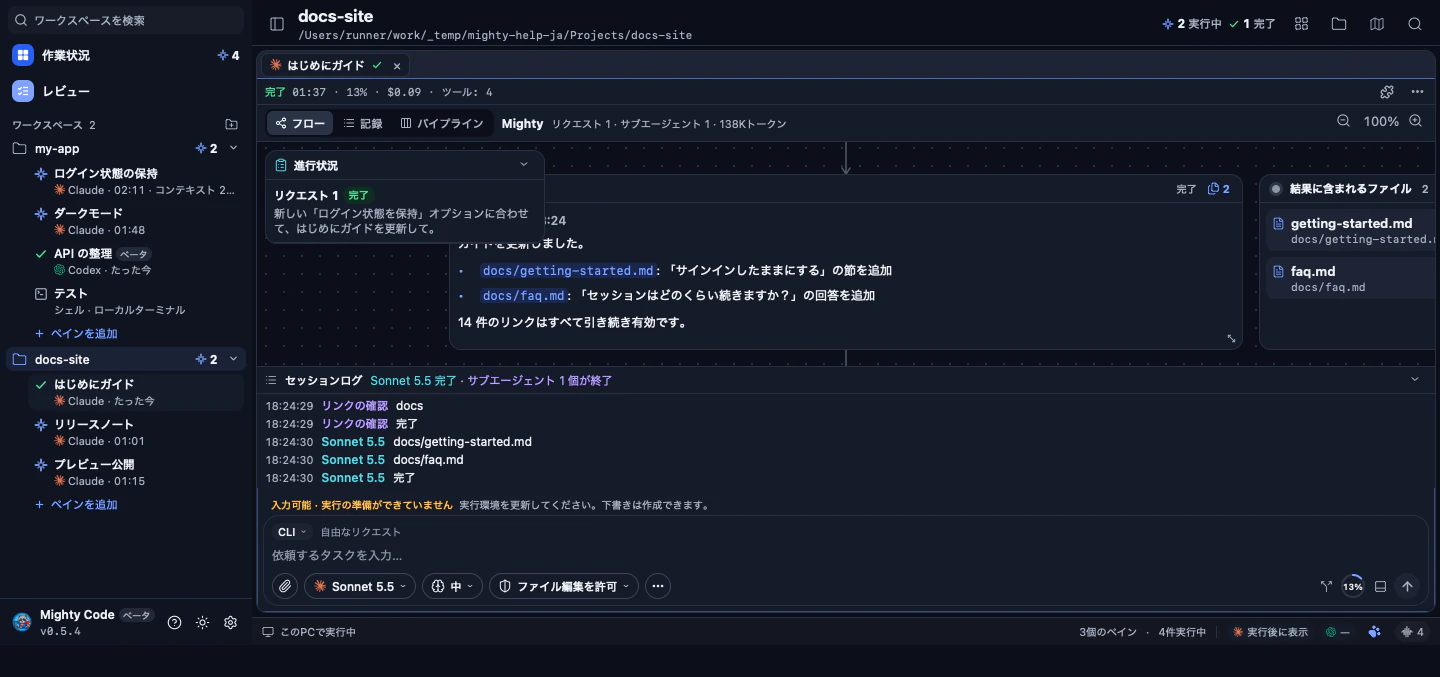 ワークスペースを検索
作業状況
4
レビュー
ワークスペース 2
my-app
2
ログイン状態の保持
Claude · 02:11 · コンテキスト 2...
ダークモード
Claude · 01:48
API の整理 ベータ
Codex · たった今
テスト
シェル · ローカルターミナル
+ ペインを追加
docs-site
2
はじめにガイド
Claude · たった今
リリースノート
Claude · 01:01
プレビュー公開
Claude · 01:15
+ ペインを追加
Mighty Code ベータ
v0.5.4
docs-site
/Users/runner/work/_temp/mighty-help-ja/Projects/docs-site
2 実行中 1 完了
はじめにガイド
完了 01:37 · 13% · $0.09 · ツール: 4
フロー 記録 パイプライン Mighty リクエスト 1 · サブエージェント 1 · 138Kトークン
100%
進行状況
リクエスト 1 完了
新しい「ログイン状態を保持」オプションに合わせ
て、はじめにガイドを更新して。
完了 2
:24
ガイドを更新しました。
• docs/getting-started.md: 「サインインしたままにする」の節を追加
• docs/faq.md: 「セッションはどのくらい続きますか？」の回答を追加
14 件のリンクはすべて引き続き有効です。
結果に含まれるファイル 2
getting-started.md
docs/getting-started.m
faq.md
docs/faq.md
セッションログ Sonnet 5.5 完了 · サブエージェント 1 個が終了
18:24:29 リンクの確認 docs
18:24:29 リンクの確認 完了
18:24:30 Sonnet 5.5 docs/getting-started.md
18:24:30 Sonnet 5.5 docs/faq.md
18:24:30 Sonnet 5.5 完了
入力可能 · 実行の準備ができていません 実行環境を更新してください。下書きは作成できます。
CLI 自由なリクエスト
依頼するタスクを入力...
Sonnet 5.5 中 ファイル編集を許可
13%
このPCで実行中
3個のペイン · 4件実行中
実行後に表示
—
4